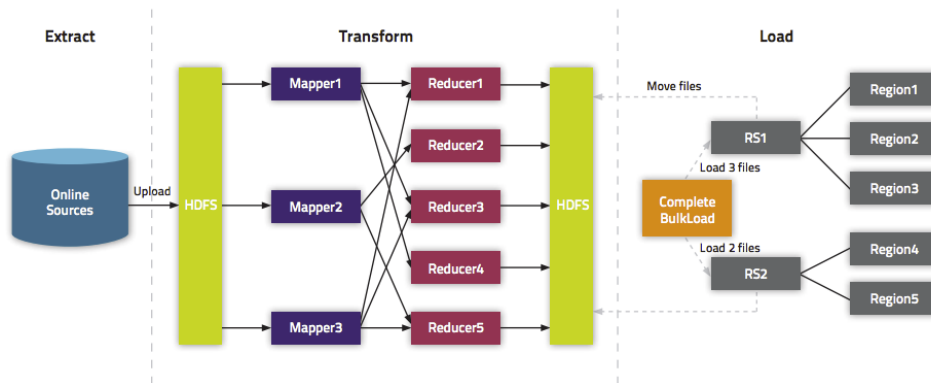 Extract
Transform
Load
Online
Sources
Upload
HDFS
Mapper1
Mapper2
Mapper3
Reducer1
Reducer2
Reducer3
Reducer4
Reducer5
HDFS
Move files
RS1
Load 3 files
Complete
BulkLoad
Load 2 files
RS2
Region1
Region2
Region3
Region4
Region5